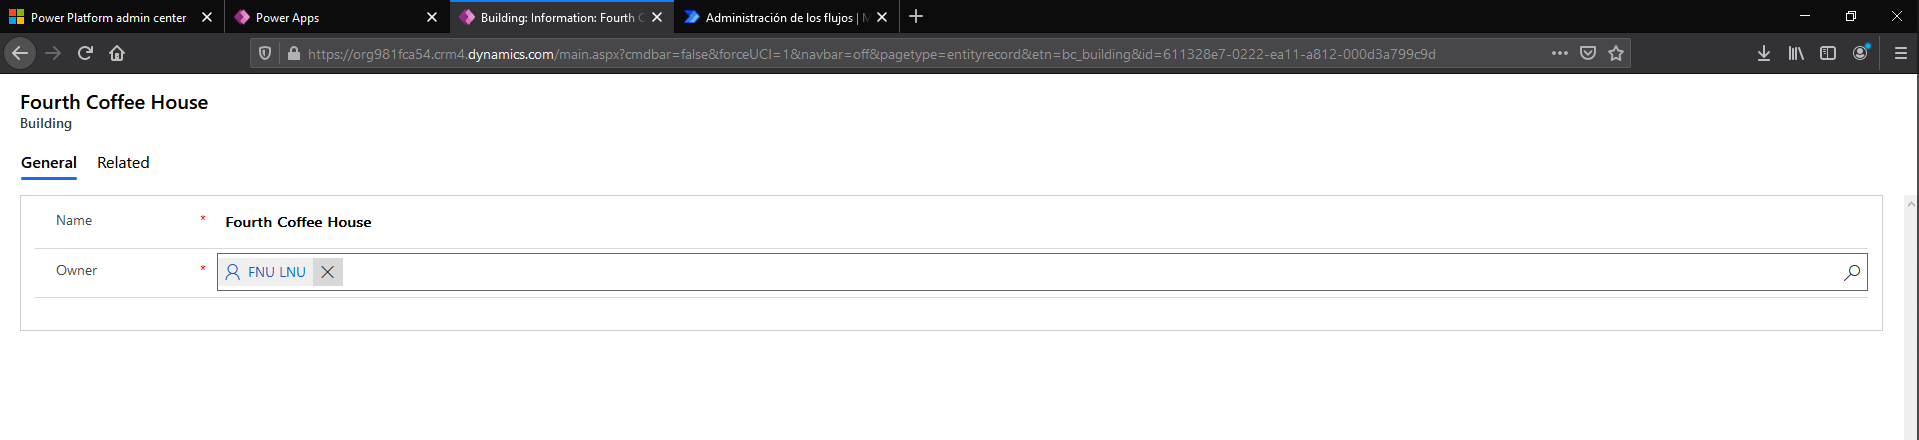 Power Platform admin center
Power Apps
Building: Information: Fourth C
Administración de los flujos | M
https://org981fca54.crm4.dynamics.com/main.aspx?cmdbar=false&forceUCI=1&navbar=off&pagetype=entityrecord&etn=bc_building&id=611328e7-0222-ea11-a812-000d3a799c9d
Fourth Coffee House
Building
General Related
Name * Fourth Coffee House
Owner * FNU LNU